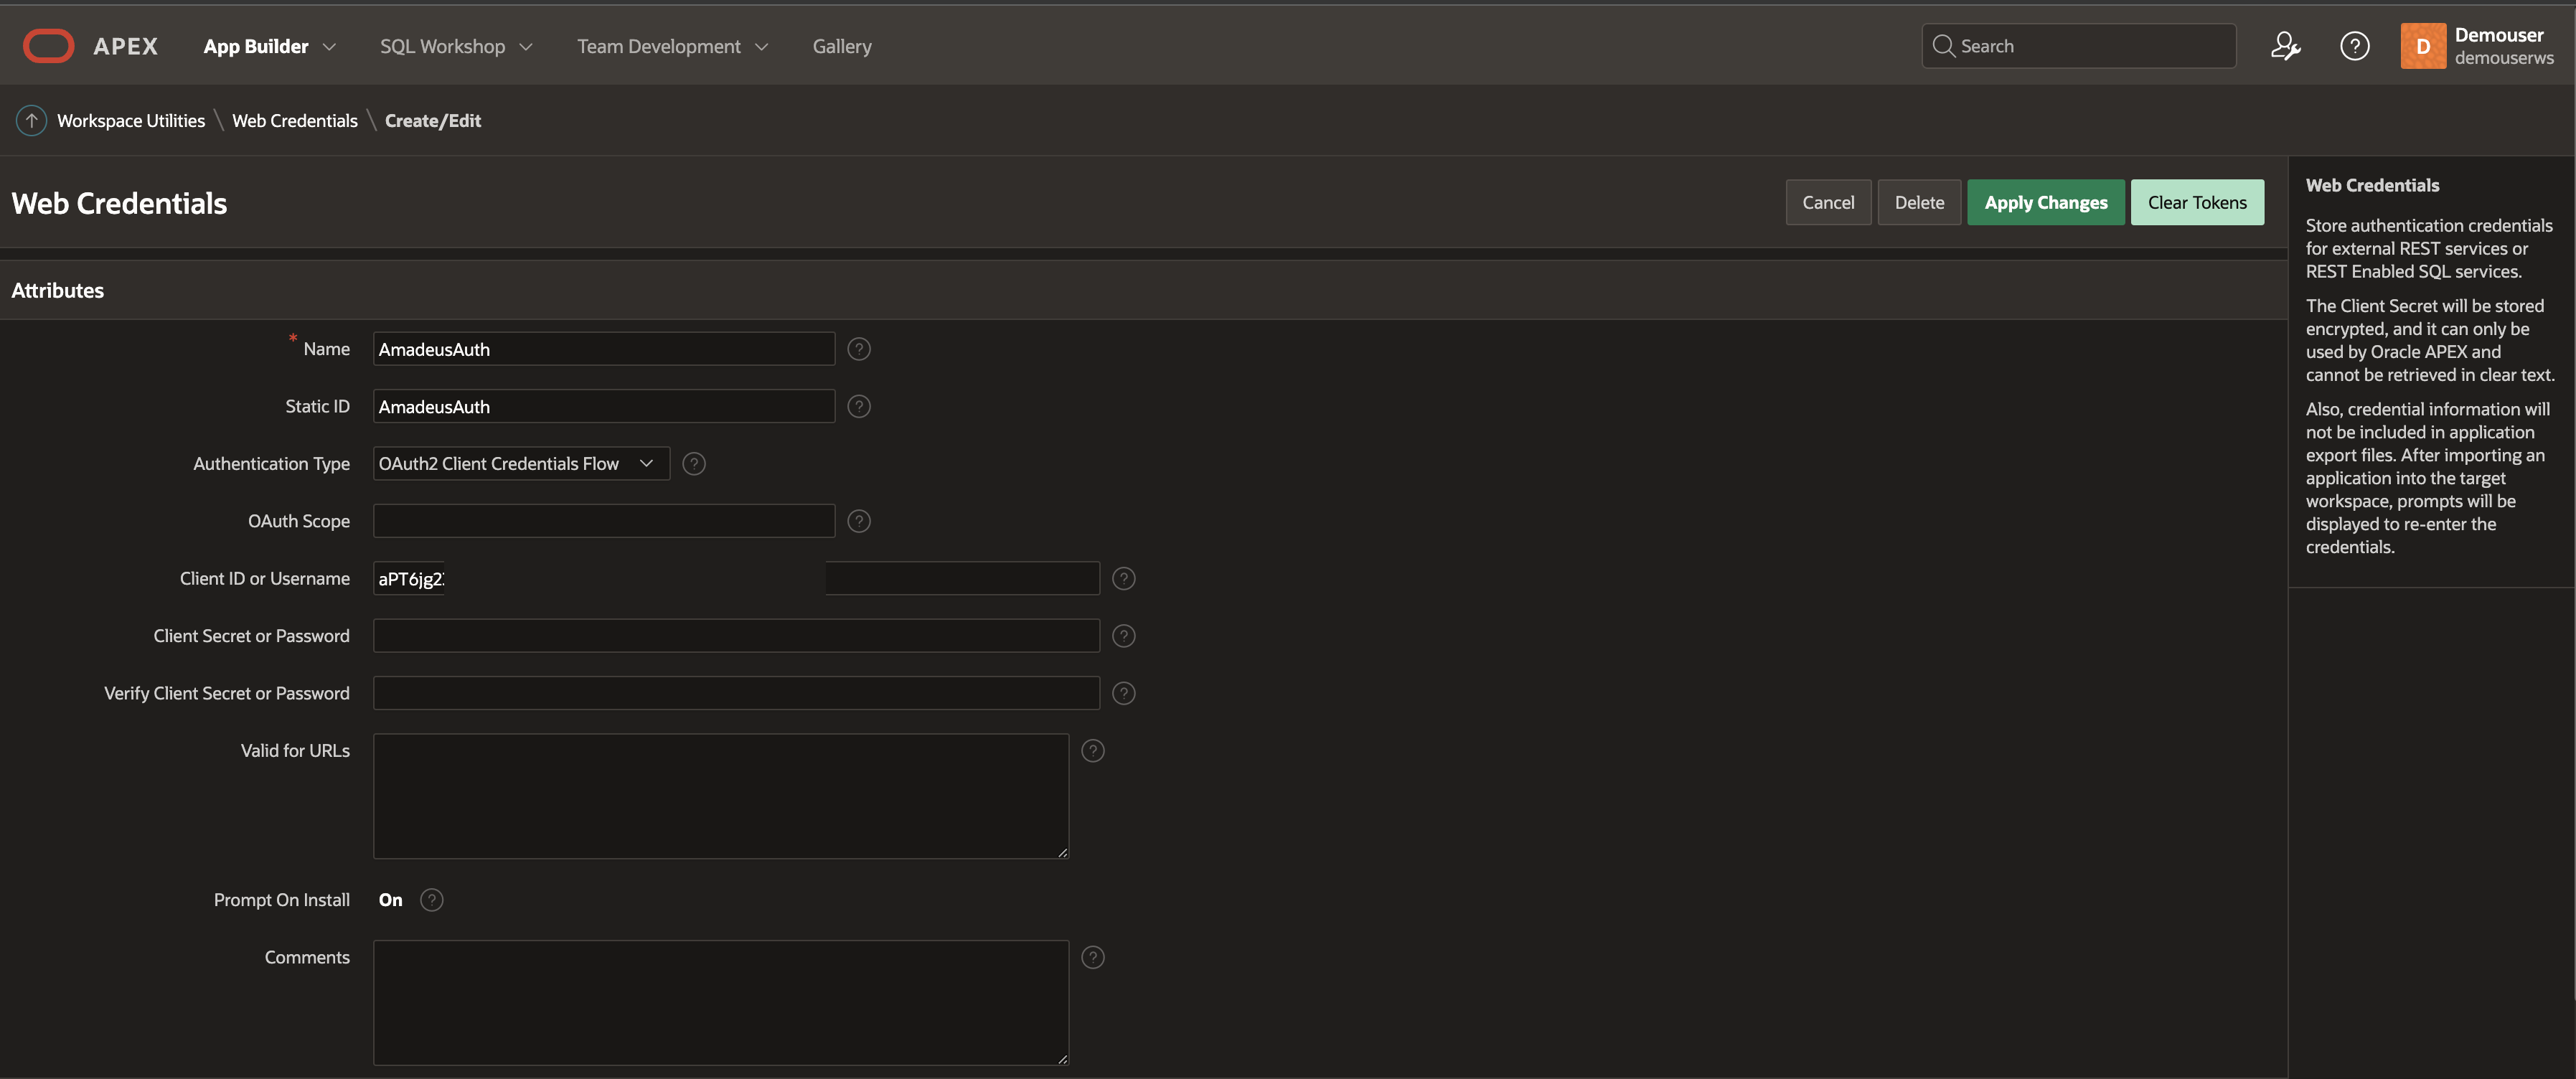 APEX
App Builder
SQL Workshop
Team Development
Gallery
Search
?
D
Demouser
demouserws
Workspace Utilities \ Web Credentials \ Create/Edit
Web Credentials
Cancel
Delete
Apply Changes
Clear Tokens
Attributes
* Name
AmadeusAuth
?
Static ID
AmadeusAuth
?
Authentication Type
OAuth2 Client Credentials Flow
?
OAuth Scope
?
Client ID or Username
aPT6jg2
?
Client Secret or Password
?
Verify Client Secret or Password
?
Valid for URLs
?
Prompt On Install
On
?
Comments
?
Web Credentials
Store authentication credentials
for external REST services or
REST Enabled SQL services.
The Client Secret will be stored
encrypted, and it can only be
used by Oracle APEX and
cannot be retrieved in clear text.
Also, credential information will
not be included in application
export files. After importing an
application into the target
workspace, prompts will be
displayed to re-enter the
credentials.